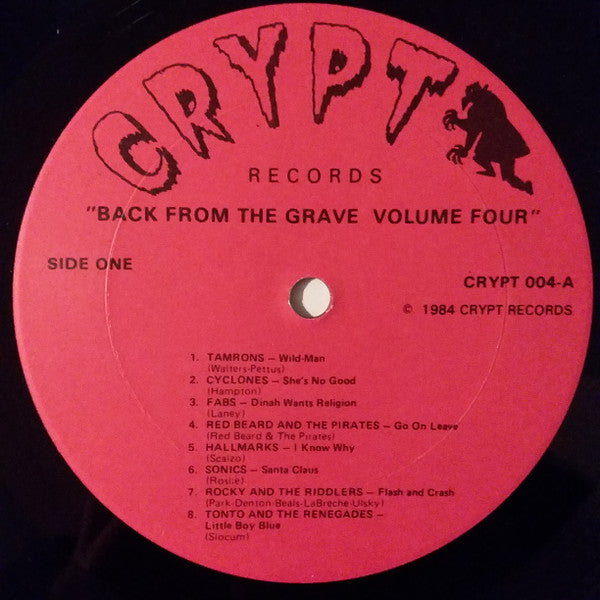 CRYPT
RECORDS
"BACK FROM THE GRAVE VOLUME FOUR"
SIDE ONE
CRYPT 004-A
© 1984 CRYPT RECORDS
1. TAMRONS – Wild-Man
(Walters-Pettus)
2. CYCLONES – She's No Good
(Hampton)
3. FABS – Dinah Wants Religion
(Laney)
4. RED BEARD AND THE PIRATES – Go On Leave
(Red Beard & The Pirates)
5. HALLMARKS – I Know Why
(Scalzo)
6. SONICS – Santa Claus
(Roslie)
7. ROCKY AND THE RIDDLERS – Flash and Crash
(Park-Denton-Beals-LaBreche-Ulsky)
8. TONTO AND THE RENEGADES –
Little Boy Blue
(Slocum)